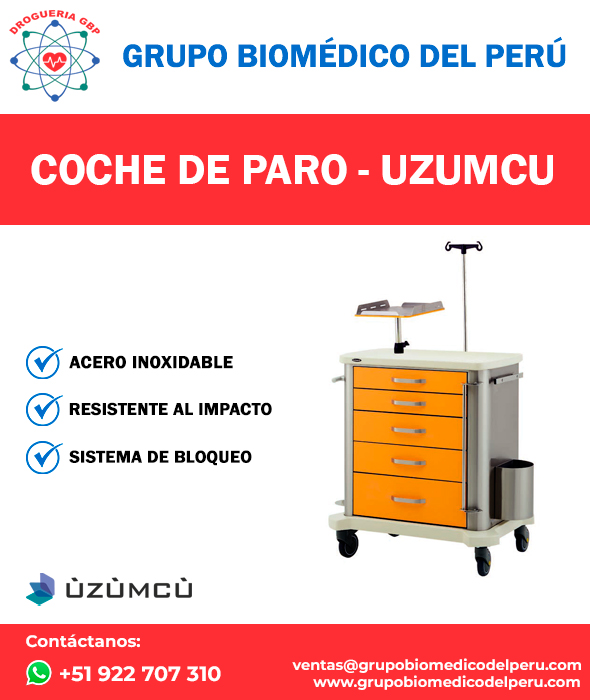 DROGUERIA GBP
GRUPO BIOMÉDICO DEL PERÚ
COCHE DE PARO - UZUMCU
ACERO INOXIDABLE
RESISTENTE AL IMPACTO
SISTEMA DE BLOQUEO
ÙZÙMCÙ
Contáctanos:
+51 922 707 310
ventas@grupobiomedicodelperu.com
www.grupobiomedicodelperu.com